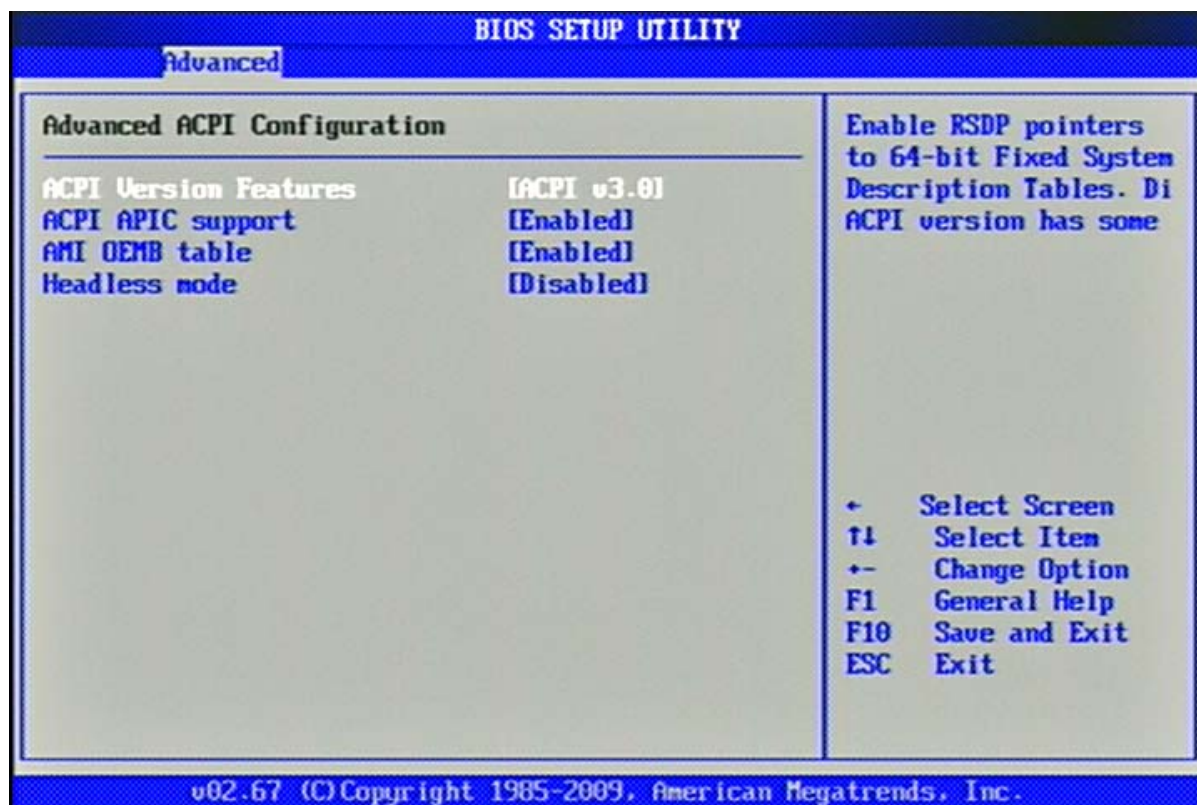 BIOS SETUP UTILITY
Advanced
Advanced ACPI Configuration
ACPI Version Features [ACPI v3.0]
ACPI APIC support [Enabled]
AMI OEMB table [Enabled]
Headless mode [Disabled]
Enable RSDP pointers
to 64-bit Fixed System
Description Tables. Di
ACPI version has some
← Select Screen
↑↓ Select Item
+- Change Option
F1 General Help
F10 Save and Exit
ESC Exit
v02.67 (C)Copyright 1985-2009, American Megatrends, Inc.